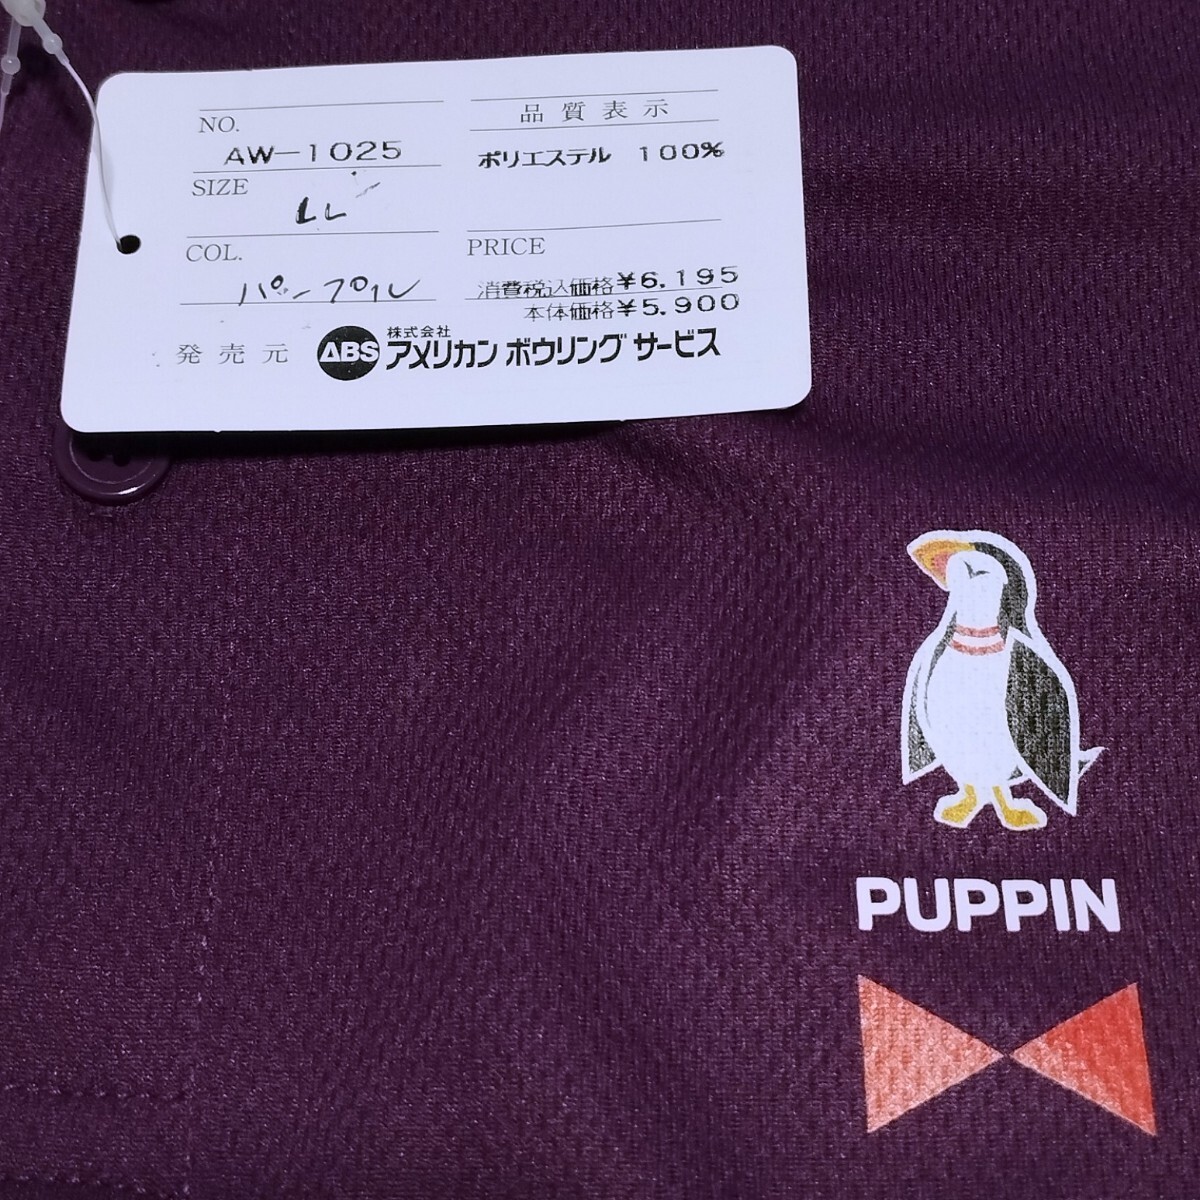 NO.
AW-1025
SIZE
LL
COL.
パープル
品質表示
ポリエステル 100%
PRICE
消費税込価格¥6.195
本体価格¥5.900
発売元 ABS 株式会社 アメリカン ボウリング サービス
PUPPIN